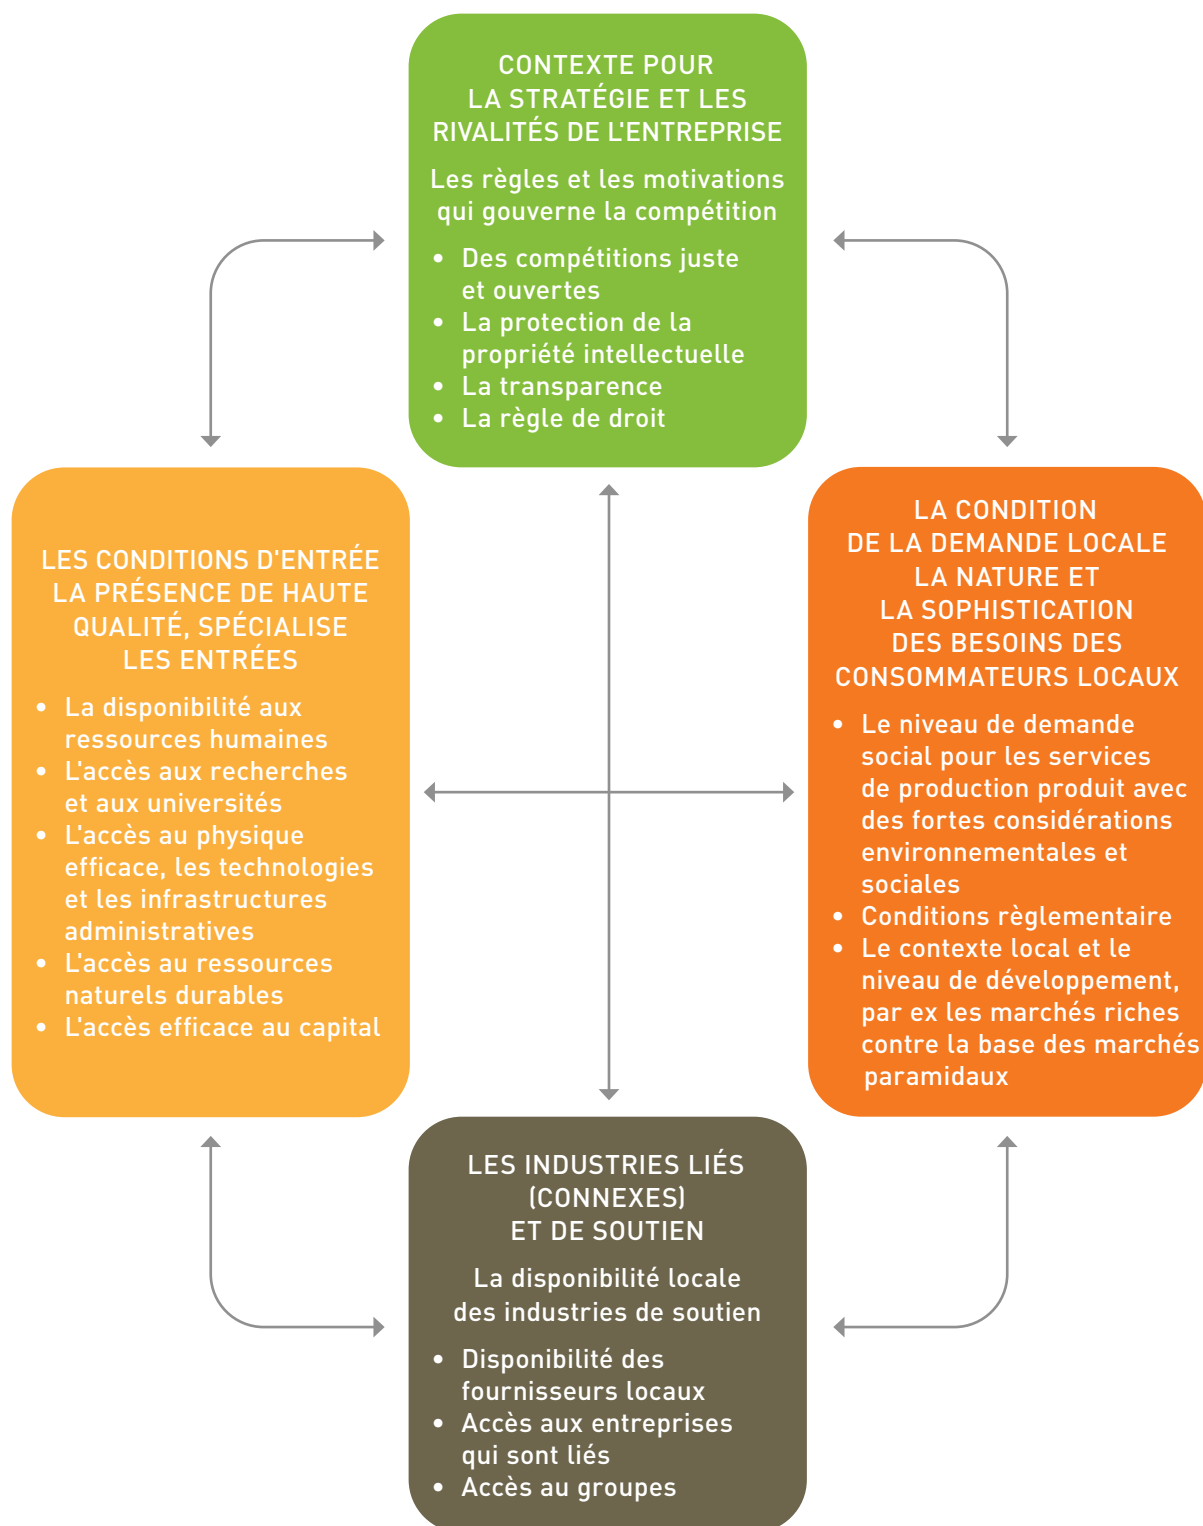 CONTEXTE POUR
LA STRATÉGIE ET LES
RIVALITÉS DE L'ENTREPRISE
Les règles et les motivations
qui gouverne la compétition
• Des compétitions juste
et ouvertes
• La protection de la
propriété intellectuelle
• La transparence
• La règle de droit
LES CONDITIONS D'ENTRÉE
LA PRÉSENCE DE HAUTE
QUALITÉ, SPÉCIALISE
LES ENTRÉES
• La disponibilité aux
ressources humaines
• L'accès aux recherches
et aux universités
• L'accès au physique
efficace, les technologies
et les infrastructures
administratives
• L'accès au ressources
naturels durables
• L'accès efficace au capital
LA CONDITION
DE LA DEMANDE LOCALE
LA NATURE ET
LA SOPHISTICATION
DES BESOINS DES
CONSOMMATEURS LOCAUX
• Le niveau de demande
social pour les services
de production produit avec
des fortes considérations
environnementales et
sociales
• Conditions règlementaire
• Le contexte local et le
niveau de développement,
par ex les marchés riches
contre la base des marchés
paramidaux
LES INDUSTRIES LIÉS
(CONNEXES)
ET DE SOUTIEN
La disponibilité locale
des industries de soutien
• Disponibilité des
fournisseurs locaux
• Accès aux entreprises
qui sont liés
• Accès au groupes